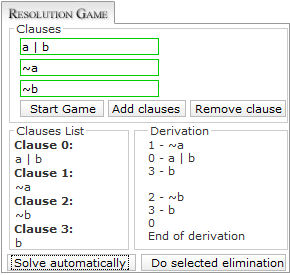 Resolution Game
Clauses
a | b
~a
~b
Start Game Add clauses Remove clause
Clauses List
Clause 0:
a | b
Clause 1:
~a
Clause 2:
~b
Clause 3:
b
Derivation
1 - ~a
0 - a | b
3 - b
2 - ~b
3 - b
0
End of derivation
Solve automatically Do selected elimination